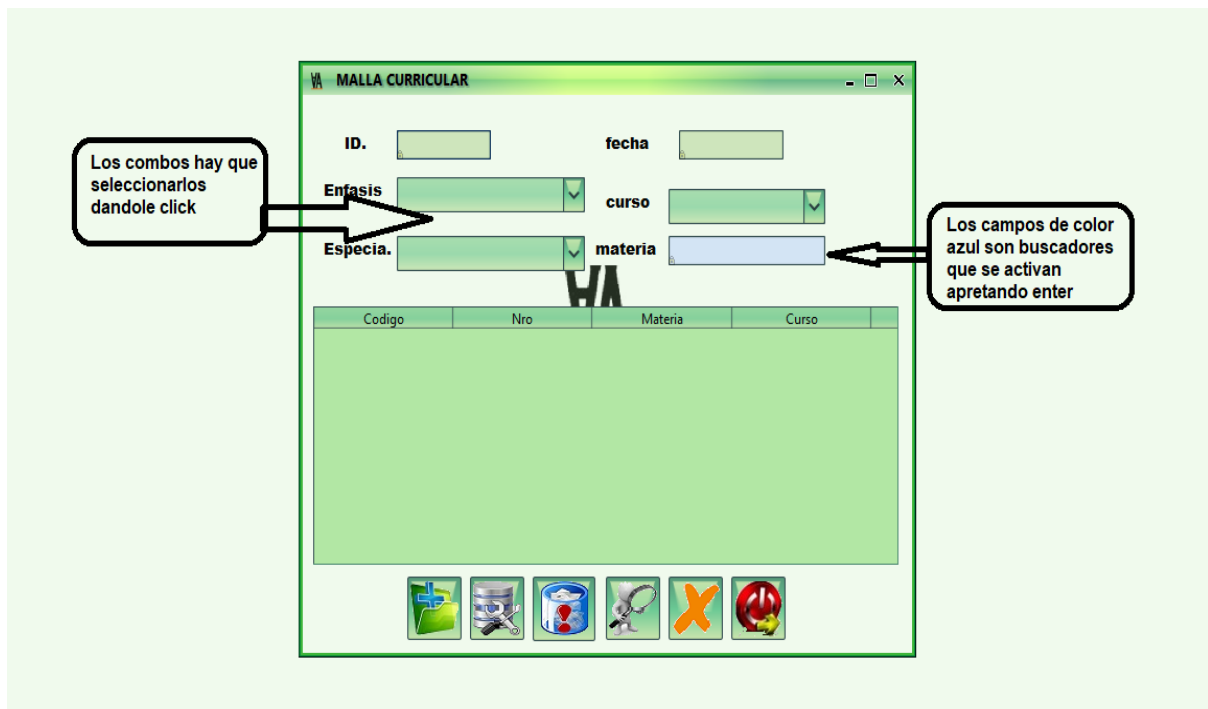 MALLA CURRICULAR
ID.
fecha
Los combos hay que
seleccionarlos
dandole click
Enfasis
curso
Especia.
materia
Los campos de color
azul son buscadores
que se activan
apretando enter
Codigo Nro Materia Curso